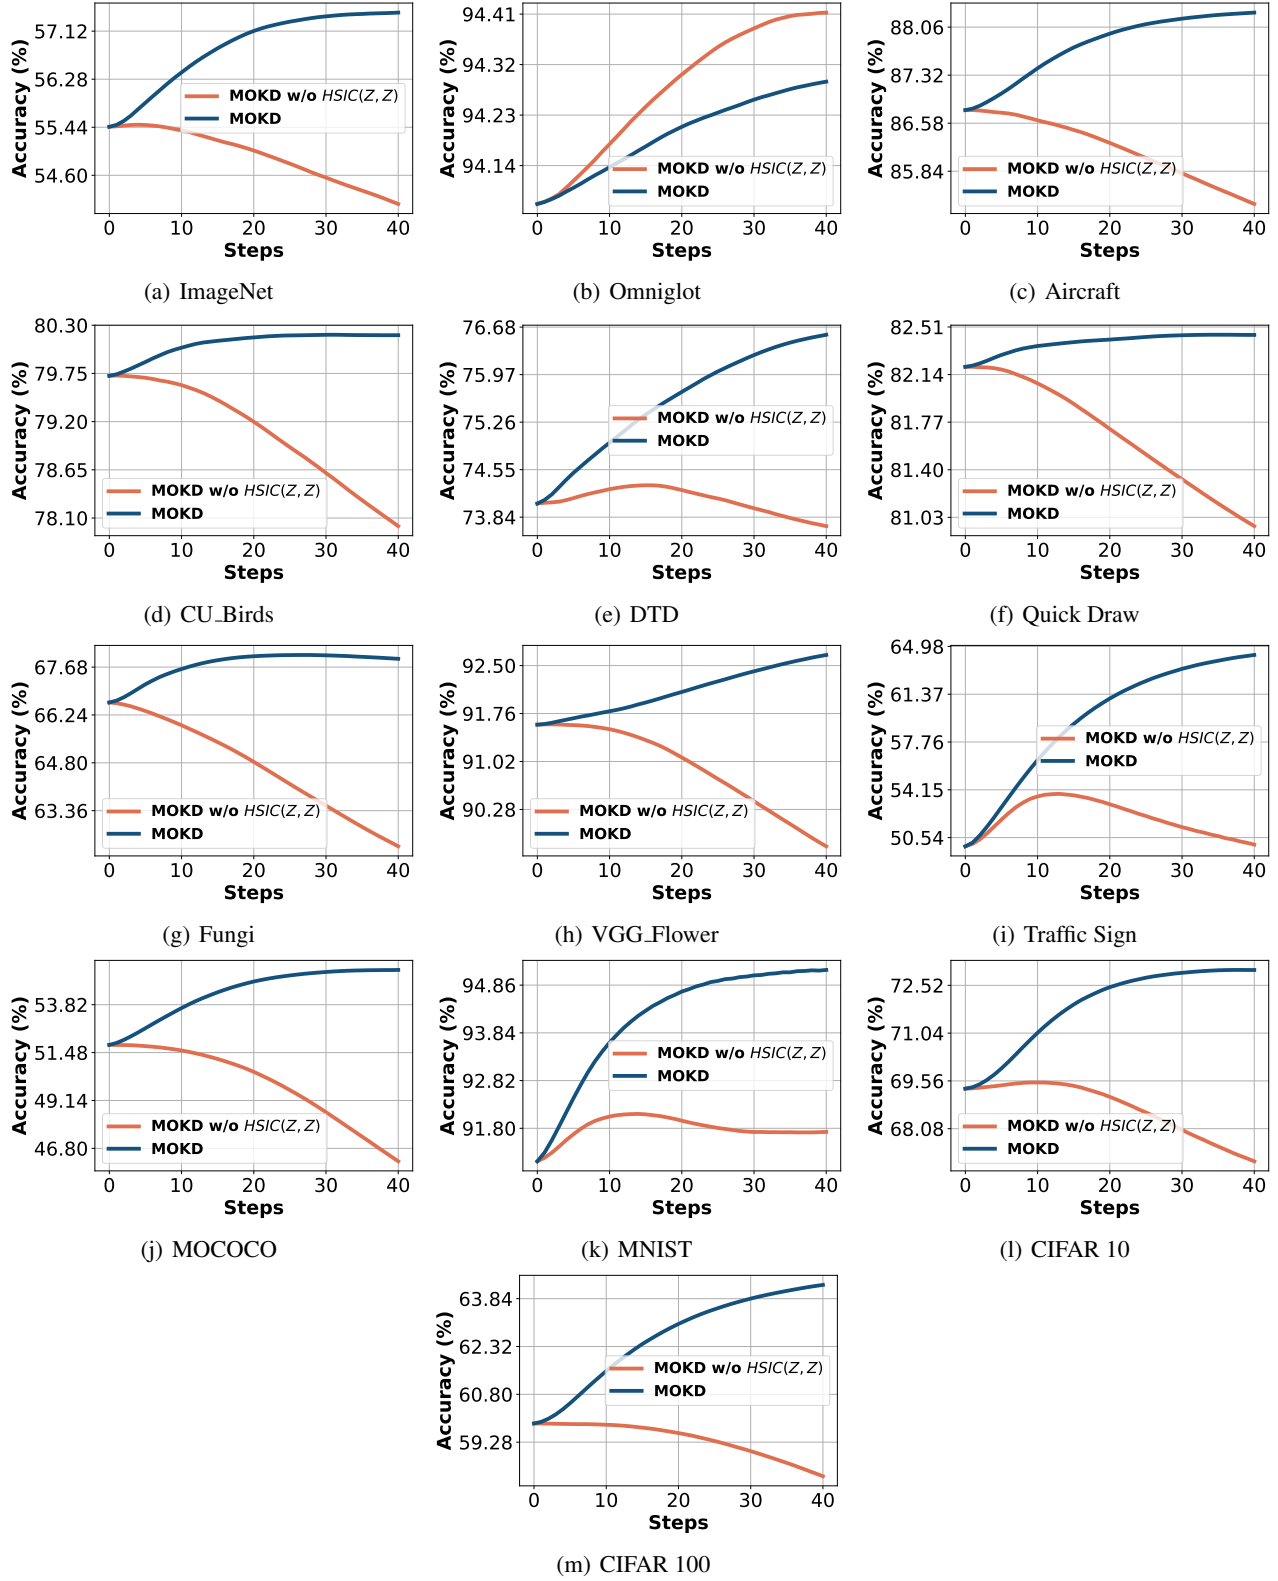 Accuracy (%)
57.12
56.28
55.44
54.60
MOKD w/o HSIC(Z, Z)
MOKD
0 10 20 30 40
Steps
(a) ImageNet
Accuracy (%)
94.41
94.32
94.23
94.14
MOKD w/o HSIC(Z, Z)
MOKD
0 10 20 30 40
Steps
(b) Omniglot
Accuracy (%)
88.06
87.32
86.58
85.84
MOKD w/o HSIC(Z, Z)
MOKD
0 10 20 30 40
Steps
(c) Aircraft
Accuracy (%)
80.30
79.75
79.20
78.65
78.10
MOKD w/o HSIC(Z, Z)
MOKD
0 10 20 30 40
Steps
(d) CU_Birds
Accuracy (%)
76.68
75.97
75.26
74.55
73.84
MOKD w/o HSIC(Z, Z)
MOKD
0 10 20 30 40
Steps
(e) DTD
Accuracy (%)
82.51
82.14
81.77
81.40
81.03
MOKD w/o HSIC(Z, Z)
MOKD
0 10 20 30 40
Steps
(f) Quick Draw
Accuracy (%)
67.68
66.24
64.80
63.36
MOKD w/o HSIC(Z, Z)
MOKD
0 10 20 30 40
Steps
(g) Fungi
Accuracy (%)
92.50
91.76
91.02
90.28
MOKD w/o HSIC(Z, Z)
MOKD
0 10 20 30 40
Steps
(h) VGG_Flower
Accuracy (%)
64.98
61.37
57.76
54.15
50.54
MOKD w/o HSIC(Z, Z)
MOKD
0 10 20 30 40
Steps
(i) Traffic Sign
Accuracy (%)
53.82
51.48
49.14
46.80
MOKD w/o HSIC(Z, Z)
MOKD
0 10 20 30 40
Steps
(j) MOCOCO
Accuracy (%)
94.86
93.84
92.82
91.80
MOKD w/o HSIC(Z, Z)
MOKD
0 10 20 30 40
Steps
(k) MNIST
Accuracy (%)
72.52
71.04
69.56
68.08
MOKD w/o HSIC(Z, Z)
MOKD
0 10 20 30 40
Steps
(l) CIFAR 10
Accuracy (%)
63.84
62.32
60.80
59.28
MOKD w/o HSIC(Z, Z)
MOKD
0 10 20 30 40
Steps
(m) CIFAR 100